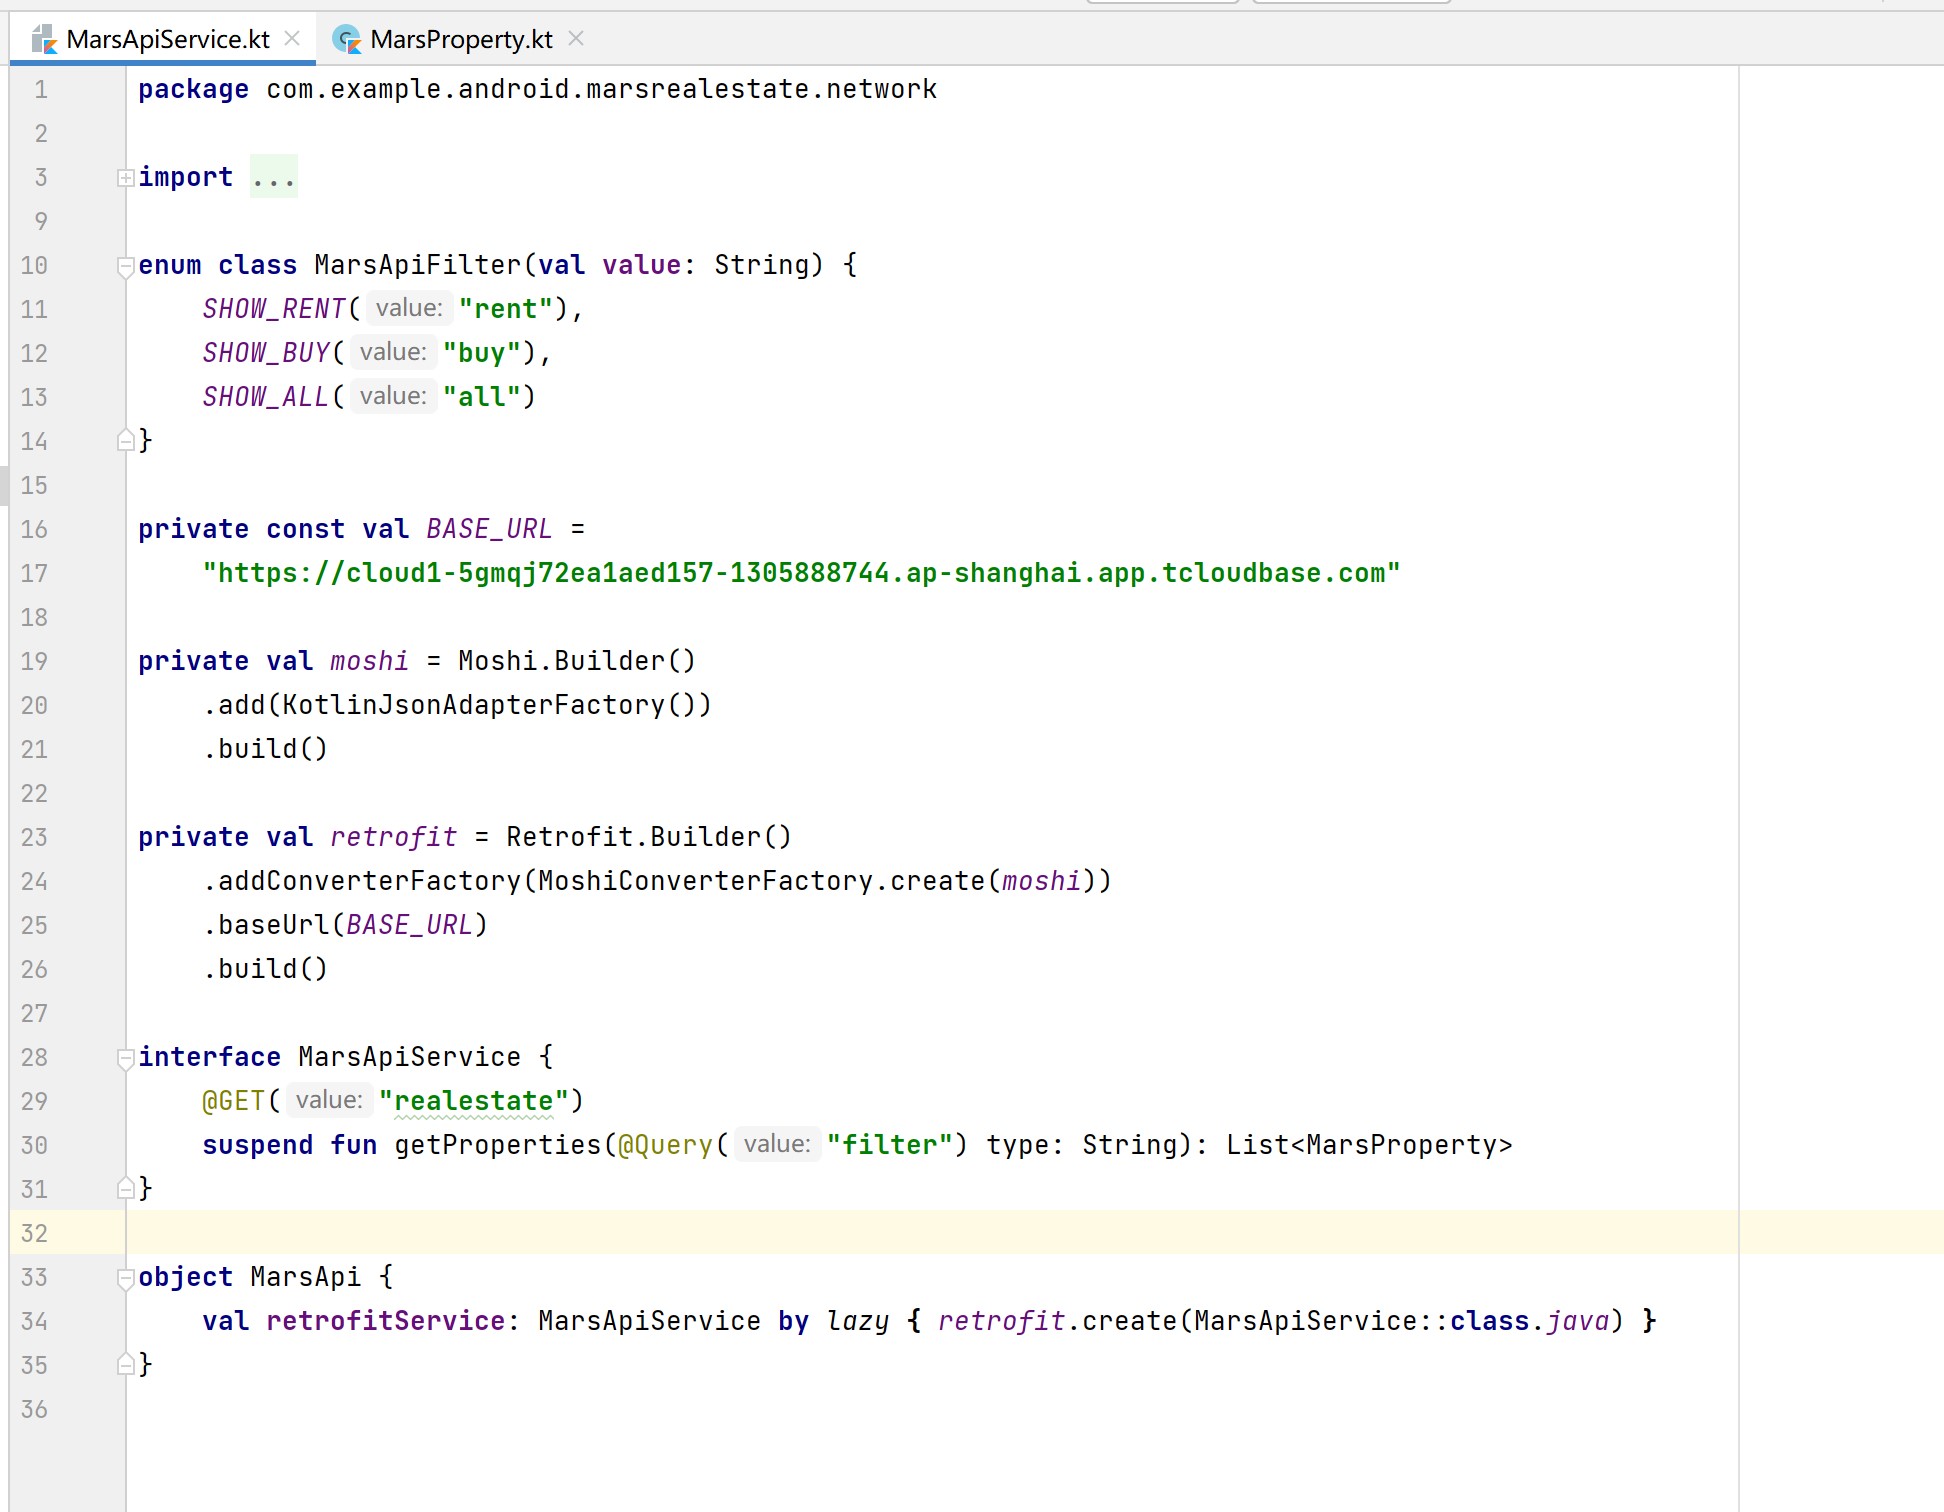 MarsApiService.kt MarsProperty.kt
1 package com.example.android.marsrealestate.network
2
3 import ...
9
10 enum class MarsApiFilter(val value: String) {
11 SHOW_RENT( value: "rent"),
12 SHOW_BUY( value: "buy"),
13 SHOW_ALL( value: "all")
14 }
15
16 private const val BASE_URL =
17 "https://cloud1-5gmqj72ea1aed157-1305888744.ap-shanghai.app.tcloudbase.com"
18
19 private val moshi = Moshi.Builder()
20 .add(KotlinJsonAdapterFactory())
21 .build()
22
23 private val retrofit = Retrofit.Builder()
24 .addConverterFactory(MoshiConverterFactory.create(moshi))
25 .baseUrl(BASE_URL)
26 .build()
27
28 interface MarsApiService {
29 @GET( value: "realestate")
30 suspend fun getProperties(@Query( value: "filter") type: String): List<MarsProperty>
31 }
32
33 object MarsApi {
34 val retrofitService: MarsApiService by lazy { retrofit.create(MarsApiService::class.java) }
35 }
36